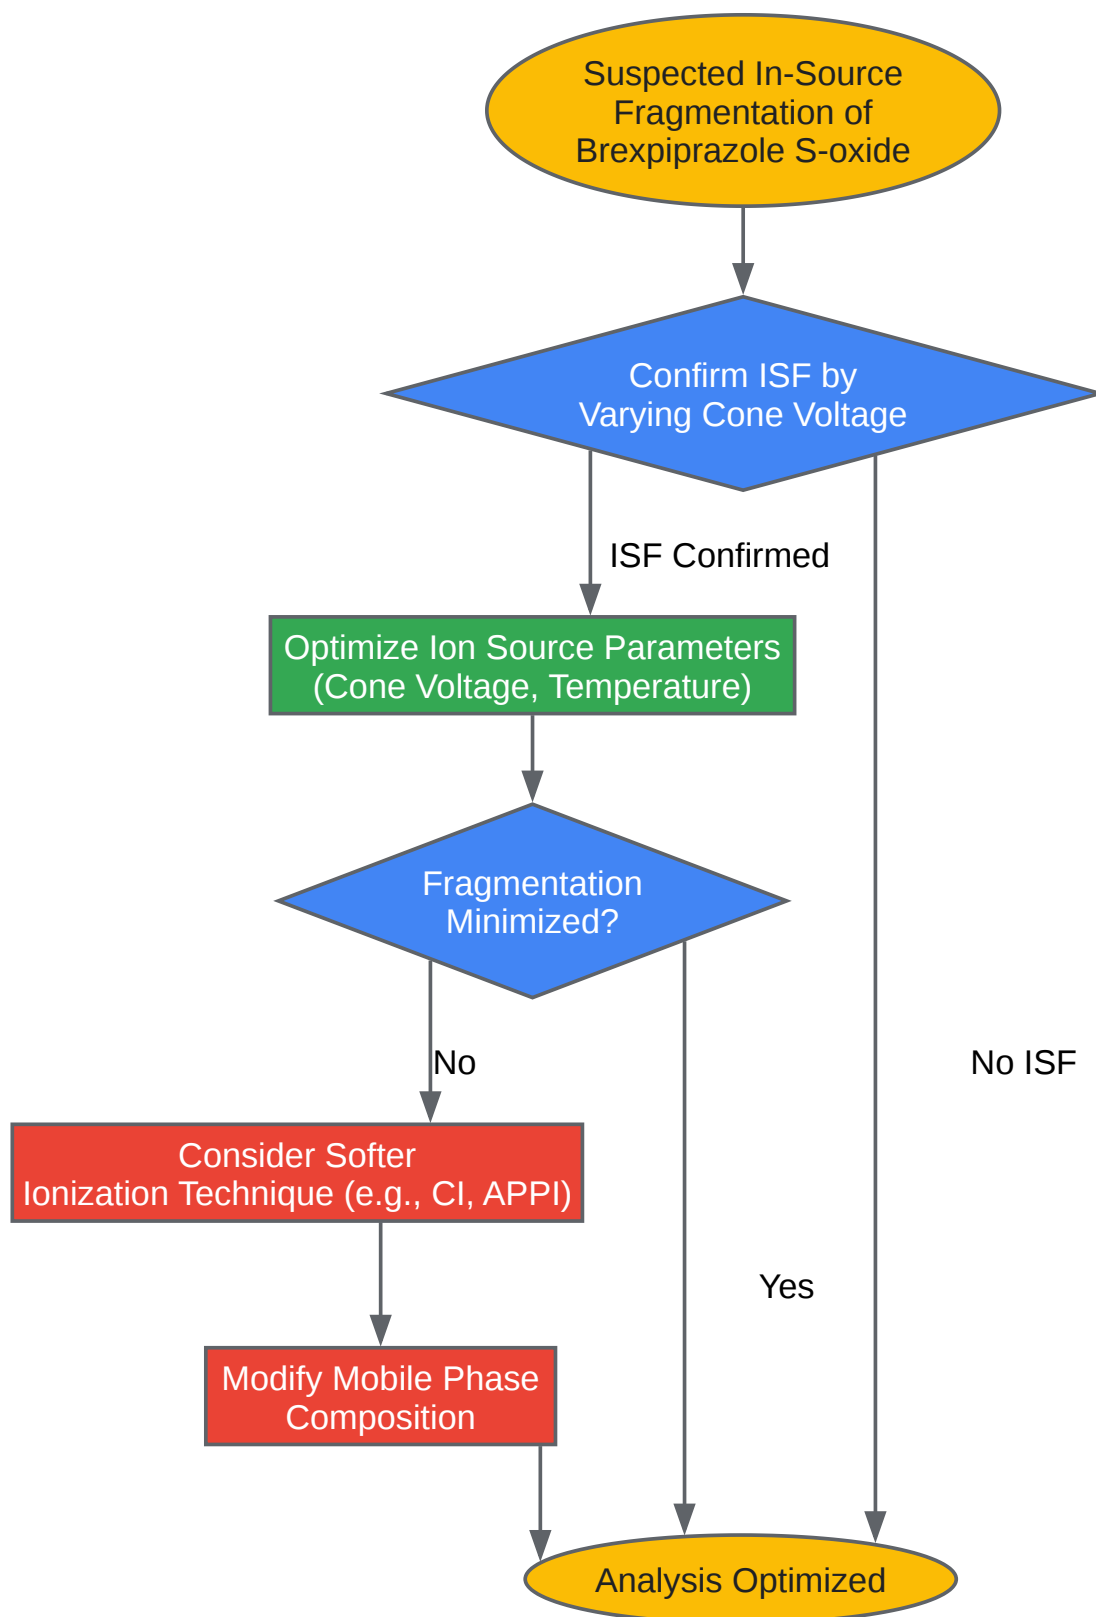 Suspected In-Source
Fragmentation of
Brexpiprazole S-oxide
Confirm ISF by
Varying Cone Voltage
ISF Confirmed
Optimize Ion Source Parameters
(Cone Voltage, Temperature)
Fragmentation
Minimized?
No
No ISF
Consider Softer
Ionization Technique (e.g., CI, APPI)
Yes
Modify Mobile Phase
Composition
Analysis Optimized